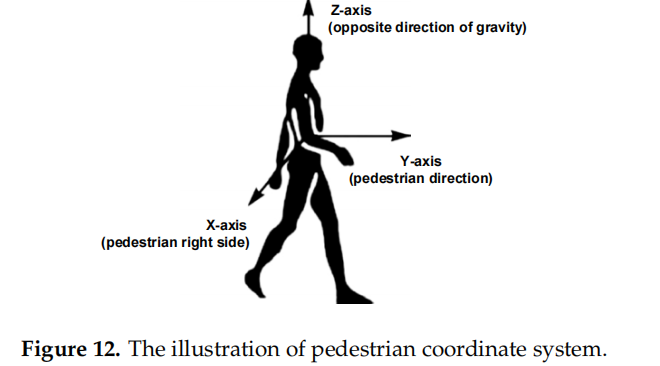 Z-axis
(opposite direction of gravity)
Y-axis
(pedestrian direction)
X-axis
(pedestrian right side)
Figure 12. The illustration of pedestrian coordinate system.